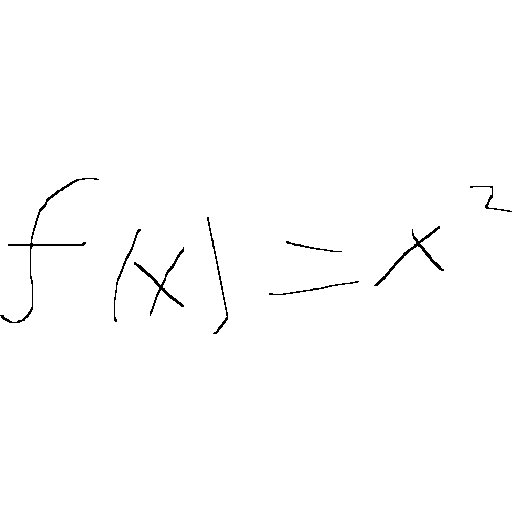 f(x) = x²